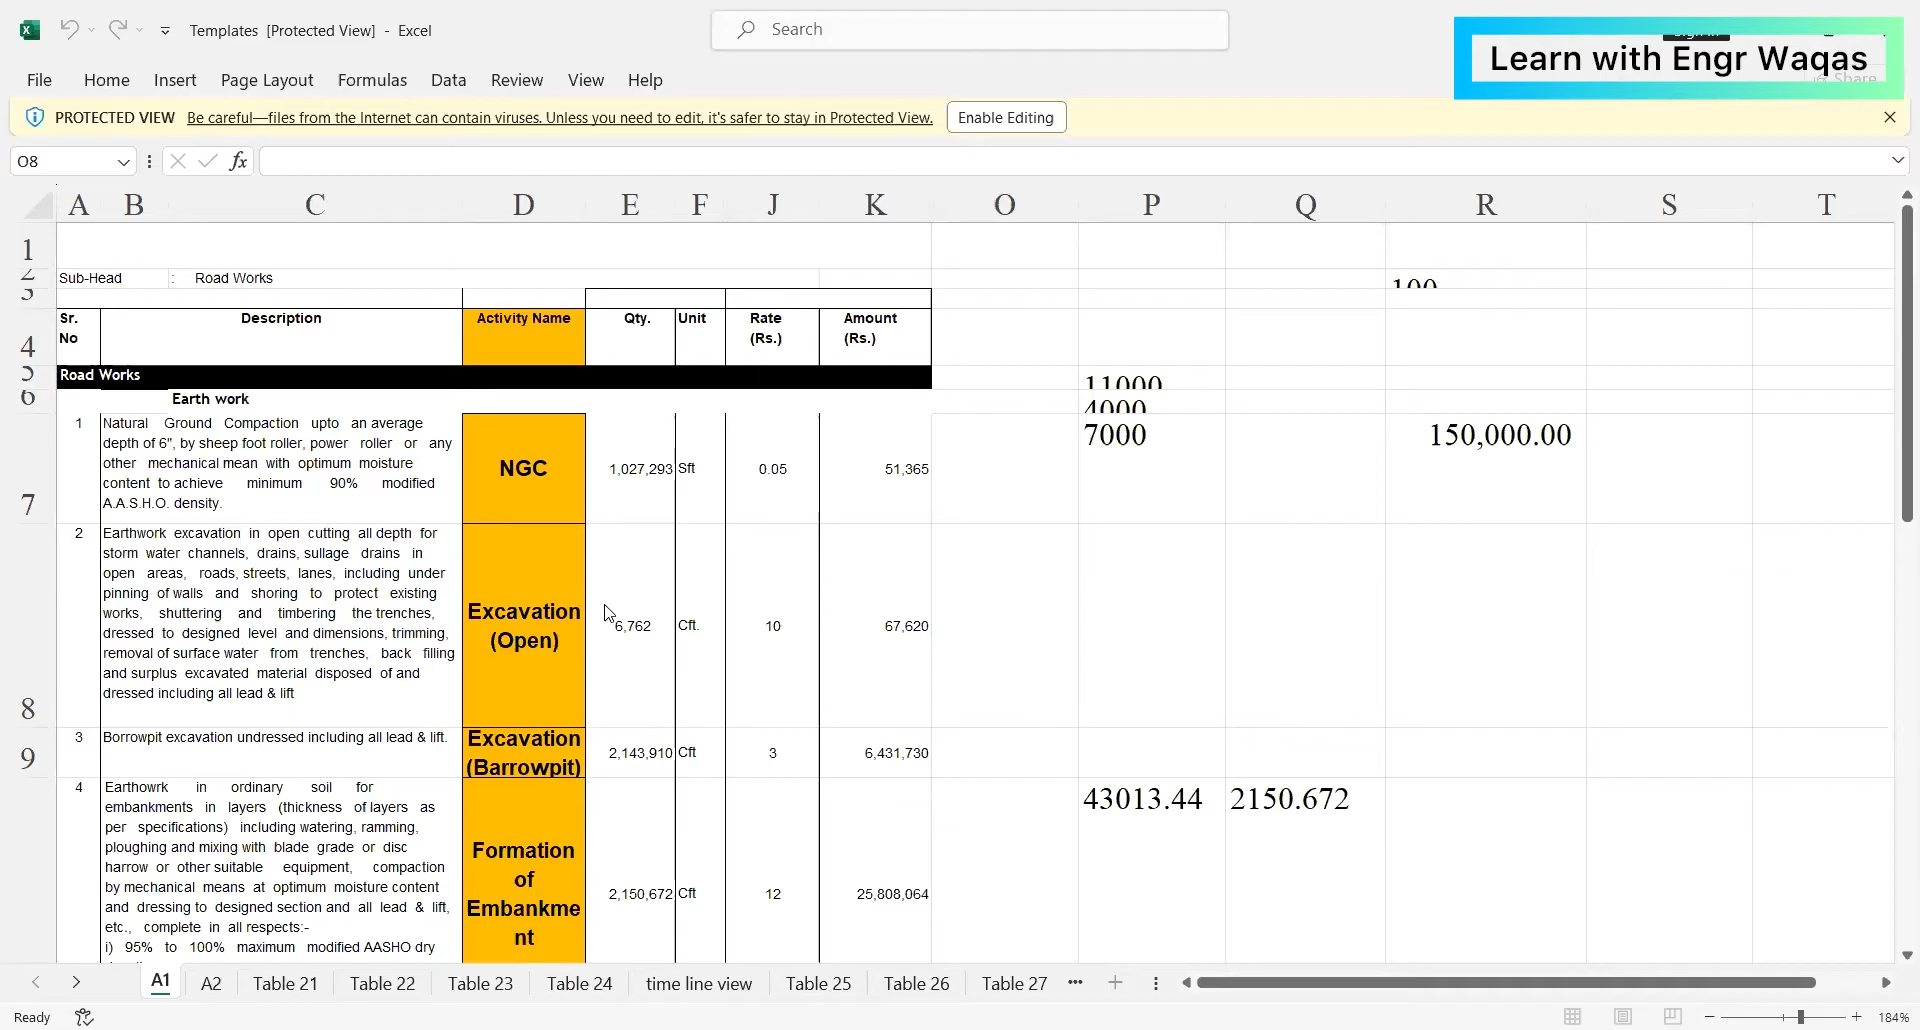 Templates [Protected View] - Excel
Search
Learn with Engr Waqas
File Home Insert Page Layout Formulas Data Review View Help
Share
PROTECTED VIEW Be careful—files from the Internet can contain viruses. Unless you need to edit, it's safer to stay in Protected View. Enable Editing
O8
fx
A B C D E F J K O P Q R S T
1
2 Sub-Head : Road Works 100
3
4 Sr. No Description Activity Name Qty. Unit Rate (Rs.) Amount (Rs.)
5 Road Works 11000
6 Earth work 4000
1 Natural Ground Compaction upto an average NGC 1,027,293 Sft 0.05 51,365 7000 150,000.00
depth of 6", by sheep foot roller, power roller or any
other mechanical mean with optimum moisture
content to achieve minimum 90% modified
7 A.A.S.H.O. density.
2 Earthwork excavation in open cutting all depth for Excavation (Open) 6,762 Cft. 10 67,620
storm water channels, drains, sullage drains in
open areas, roads, streets, lanes, including under
pinning of walls and shoring to protect existing
works, shuttering and timbering the trenches,
dressed to designed level and dimensions, trimming,
removal of surface water from trenches, back filling
and surplus excavated material disposed of and
8 dressed including all lead & lift
9 3 Borrowpit excavation undressed including all lead & lift. Excavation (Barrowpit) 2,143,910 Cft 3 6,431,730
4 Earthowrk in ordinary soil for Formation of Embankme nt 2,150,672 Cft 12 25,808,064 43013.44 2150.672
embankments in layers (thickness of layers as
per specifications) including watering, ramming,
ploughing and mixing with blade grade or disc
harrow or other suitable equipment, compaction
by mechanical means at optimum moisture content
and dressing to designed section and all lead & lift,
etc., complete in all respects:-
i) 95% to 100% maximum modified AASHO dry
A1 A2 Table 21 Table 22 Table 23 Table 24 time line view Table 25 Table 26 Table 27
Ready 184%